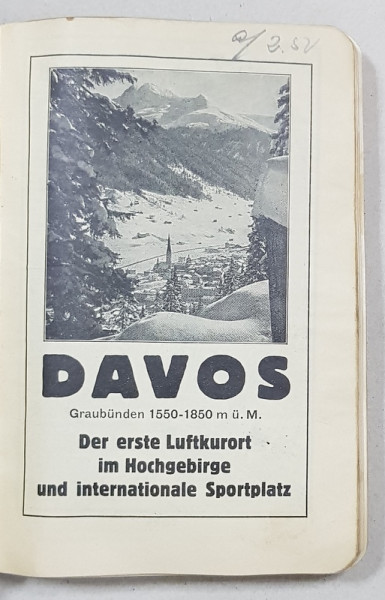 DAVOS
Graubünden 1550-1850 m ü. M.
Der erste Luftkurort
im Hochgebirge
und internationale Sportplatz